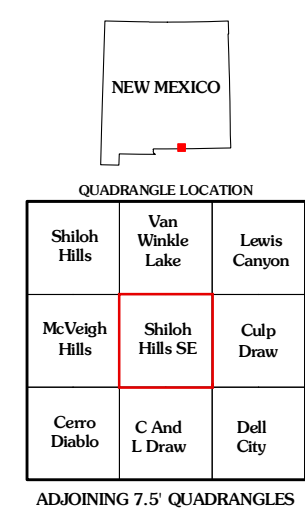 NEW MEXICO
QUADRANGLE LOCATION
Shiloh
Hills
Van
Winkle
Lake
Lewis
Canyon
McVeigh
Hills
Shiloh
Hills SE
Culp
Draw
Cerro
Diablo
C And
L Draw
Dell
City
ADJOINING 7.5' QUADRANGLES